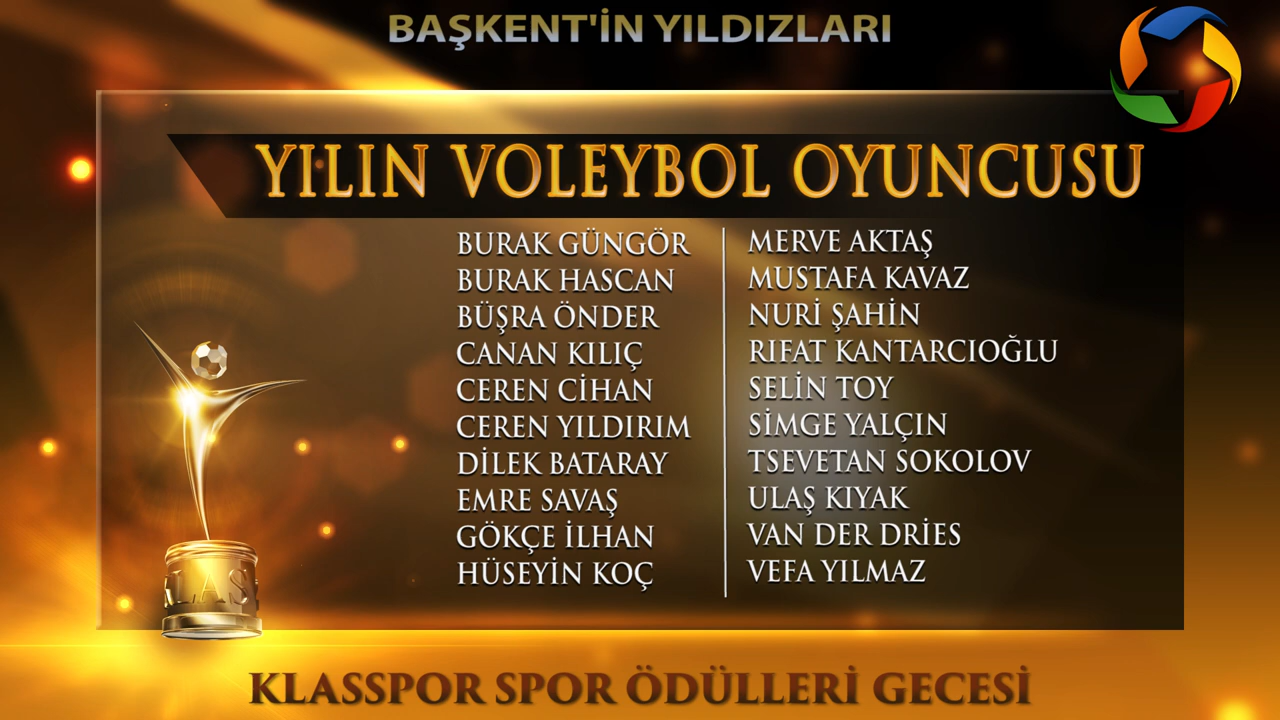 BAŞKENT'İN YILDIZLARI
YILIN VOLEYBOL OYUNCUSU
BURAK GÜNGÖR
BURAK HASCAN
BÜŞRA ÖNDER
CANAN KILIÇ
CEREN CİHAN
CEREN YILDIRIM
DİLEK BATARAY
EMRE SAVAŞ
GÖKÇE İLHAN
HÜSEYİN KOÇ
MERVE AKTAŞ
MUSTAFA KAVAZ
NURİ ŞAHİN
RIFAT KANTARCIOĞLU
SELİN TOY
SİMGE YALÇIN
TSEVETAN SOKOLOV
ULAŞ KIYAK
VAN DER DRİES
VEFA YILMAZ
KLAS
KLASSPOR SPOR ÖDÜLLERİ GECESİ